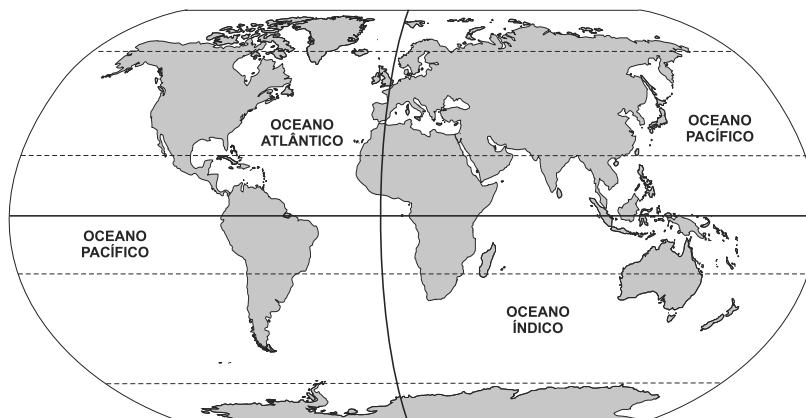 OCEANO
ATLÂNTICO
OCEANO
PACÍFICO
OCEANO
PACÍFICO
OCEANO
ÍNDICO